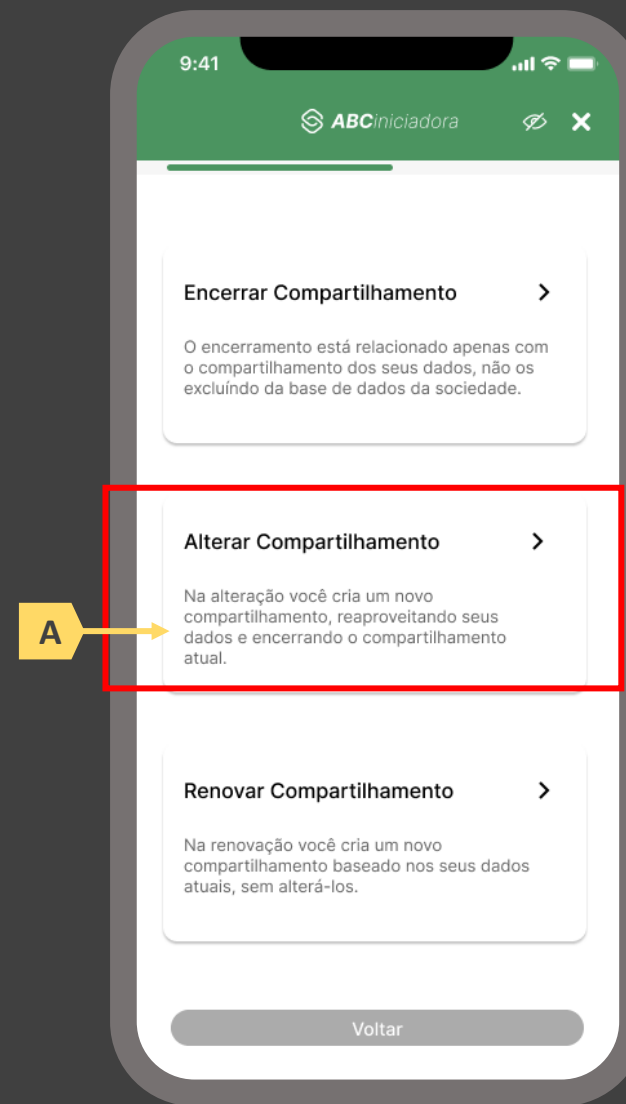 9:41
ABCiniciadora
Encerrar Compartilhamento
O encerramento está relacionado apenas com
o compartilhamento dos seus dados, não os
excluíndo da base de dados da sociedade.
Alterar Compartilhamento
Na alteração você cria um novo
compartilhamento, reaproveitando seus
dados e encerrando o compartilhamento
atual.
A
Renovar Compartilhamento
Na renovação você cria um novo
compartilhamento baseado nos seus dados
atuais, sem alterá-los.
Voltar